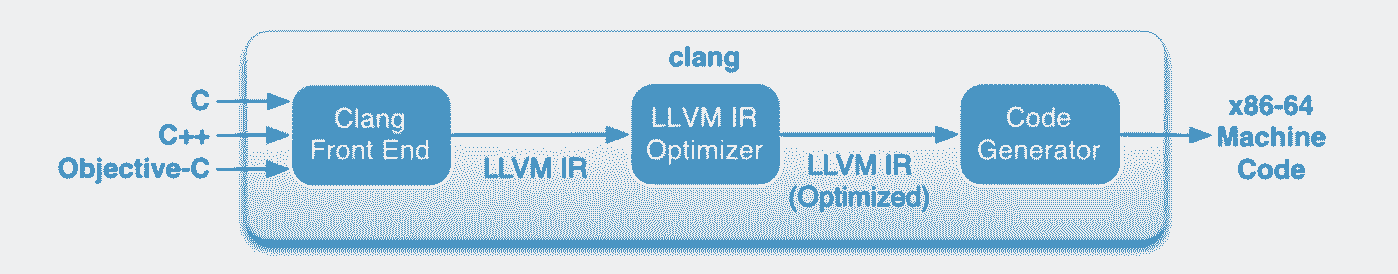 clang
C
C++
Objective-C
Clang
Front End
LLVM IR
LLVM IR
Optimizer
LLVM IR
(Optimized)
Code
Generator
x86-64
Machine
Code